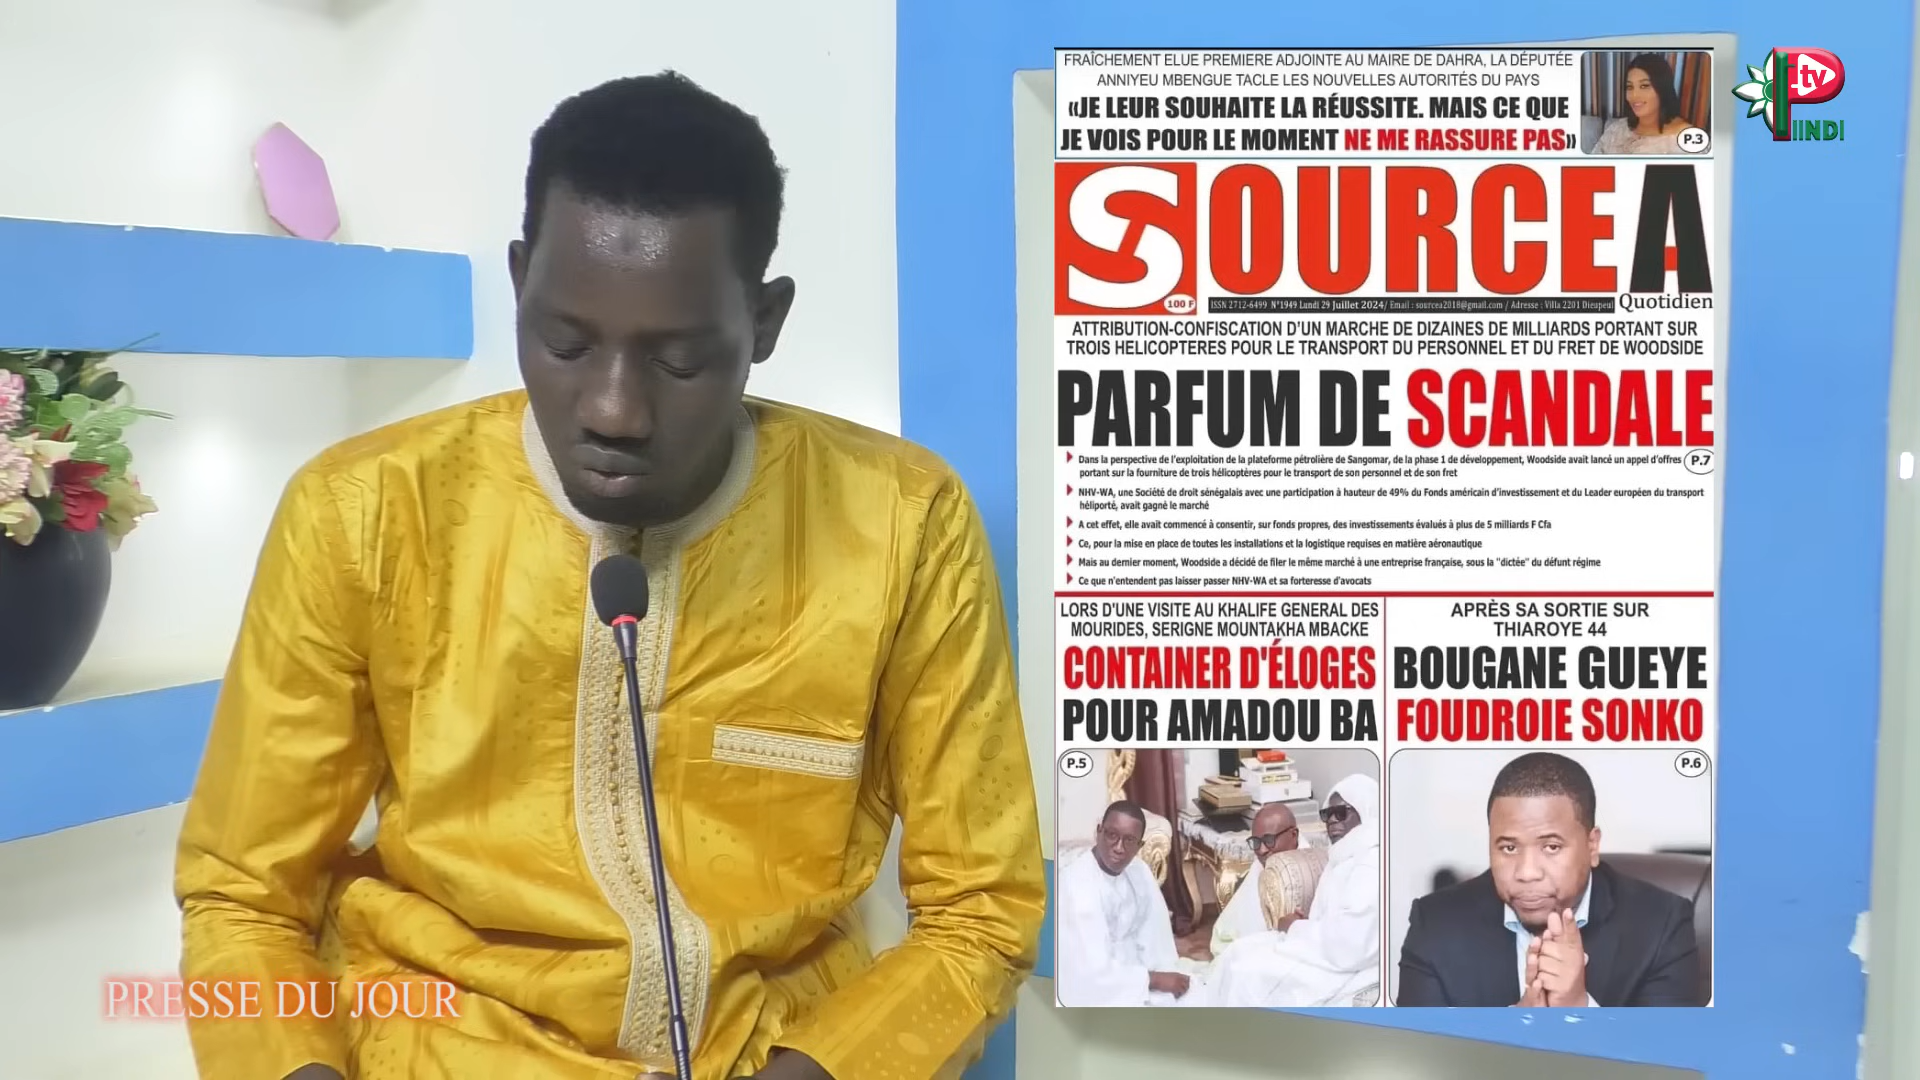 FRAÎCHEMENT ELUE PREMIERE ADJOINTE AU MAIRE DE DAHRA, LA DÉPUTÉE
ANNIYEU MBENGUE TACLE LES NOUVELLES AUTORITÉS DU PAYS
«JE LEUR SOUHAITE LA RÉUSSITE. MAIS CE QUE
JE VOIS POUR LE MOMENT NE ME RASSURE PAS»
P.3
tv
PIINDI
SOURCEA
100 F
ISSN 2712-6499 N°1949 Lundi 29 Juillet 2024/ Email : sourcea2018@gmail.com / Adresse : Villa 2201 Dieupeul
Quotidien
ATTRIBUTION-CONFISCATION D'UN MARCHE DE DIZAINES DE MILLIARDS PORTANT SUR
TROIS HELICOPTERES POUR LE TRANSPORT DU PERSONNEL ET DU FRET DE WOODSIDE
PARFUM DE SCANDALE
Dans la perspective de l'exploitation de la plateforme pétrolière de Sangomar, de la phase 1 de développement, Woodside avait lancé un appel d'offres
P.7
portant sur la fourniture de trois hélicoptères pour le transport de son personnel et de son fret
NHV-WA, une Société de droit sénégalais avec une participation à hauteur de 49% du Fonds américain d'investissement et du Leader européen du transport
héliporté, avait gagné le marché
A cet effet, elle avait commencé à consentir, sur fonds propres, des investissements évalués à plus de 5 milliards F Cfa
Ce, pour la mise en place de toutes les installations et la logistique requises en matière aéronautique
Mais au dernier moment, Woodside a décidé de filer le même marché à une entreprise française, sous la "dictée" du défunt régime
Ce que n'entendent pas laisser passer NHV-WA et sa forteresse d'avocats
LORS D'UNE VISITE AU KHALIFE GENERAL DES
MOURIDES, SERIGNE MOUNTAKHA MBACKE
CONTAINER D'ÉLOGES
POUR AMADOU BA
P.5
APRÈS SA SORTIE SUR
THIAROYE 44
BOUGANE GUEYE
FOUDROIE SONKO
P.6
PRESSE DU JOUR